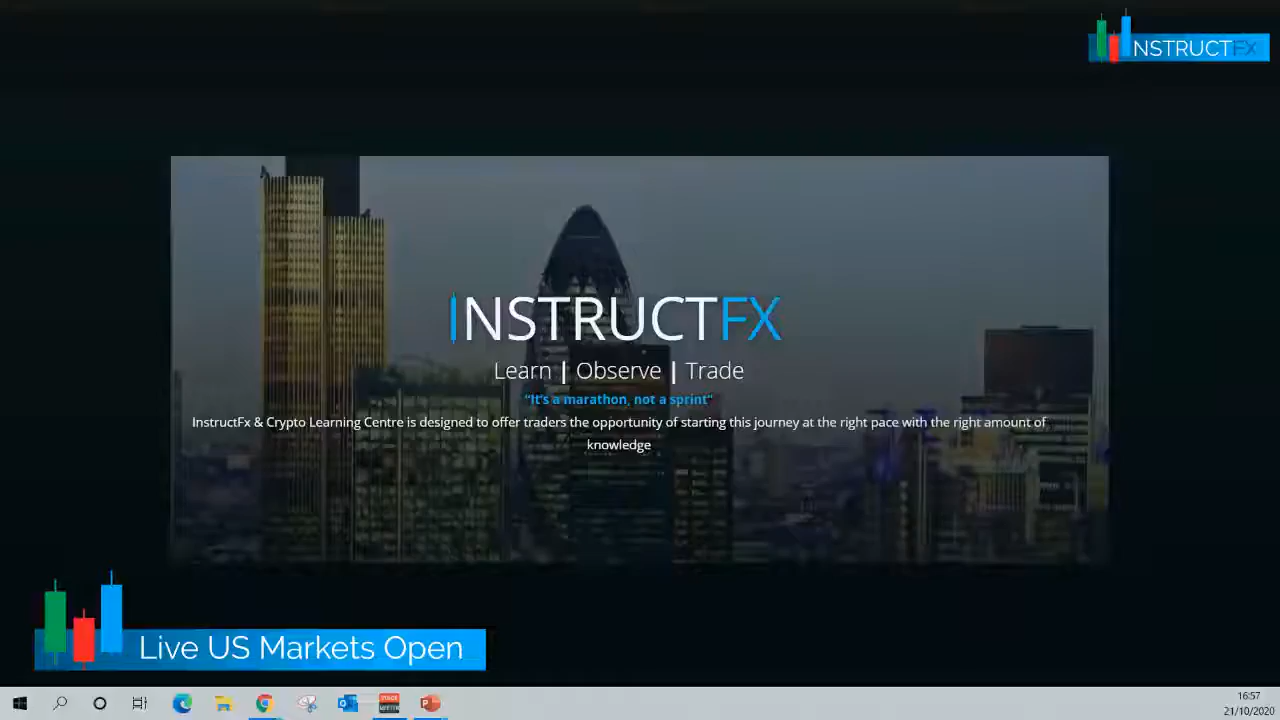 INSTRUCTFX
INSTRUCTFX
Learn | Observe | Trade
“It’s a marathon, not a sprint”
InstructFx & Crypto Learning Centre is designed to offer traders the opportunity of starting this journey at the right pace with the right amount of
knowledge
Live US Markets Open
16:57
21/10/2020